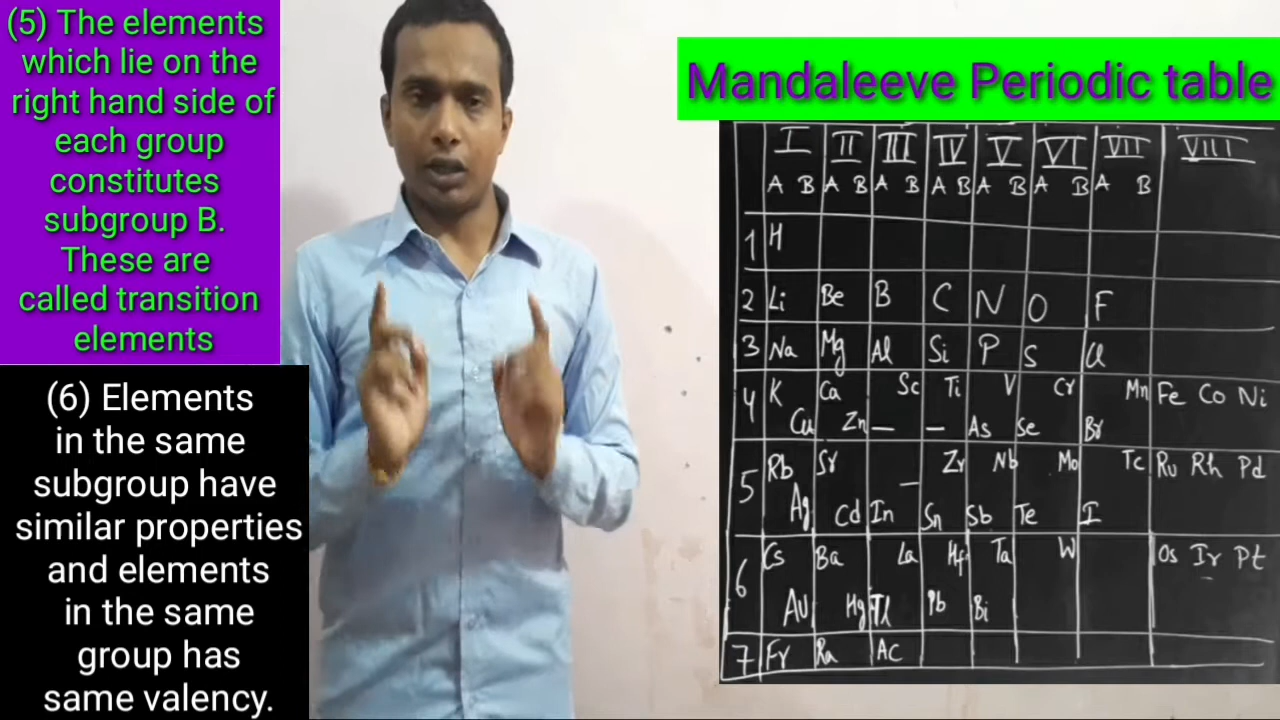 (5) The elements
which lie on the
right hand side of
each group
constitutes
subgroup B.
These are
called transition
elements
(6) Elements
in the same
subgroup have
similar properties
and elements
in the same
group has
same valency.
Mandaleeve Periodic table
I II III IV V VI VII VIII
A B A B A B A B A B A B A B
1 H
2 Li Be B C N O F
3 Na Mg Al Si P S Cl
4 K Ca Sc Ti V Cr Mn Fe Co Ni
Cu Zn — — As Se Br
5 Rb Sr — Zr Nb Mo Tc Ru Rh Pd
Ag Cd In Sn Sb Te I
6 Cs Ba La Hf Ta W Os Ir Pt
Au Hg Tl Pb Bi
7 Fr Ra AC